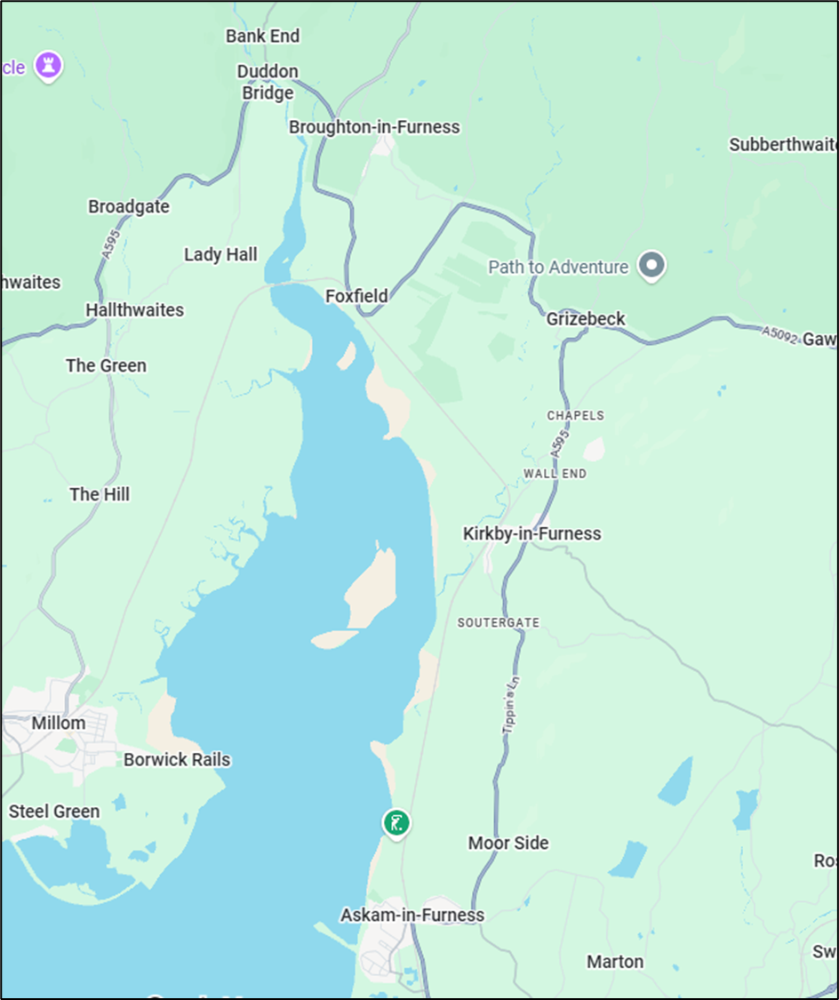 Bank End
cle
Duddon
Bridge
Broughton-in-Furness
Subberthwait
Broadgate
A595
Lady Hall
Path to Adventure
hwaites
Foxfield
Hallthwaites
Grizebeck
A5092
Gaw
The Green
CHAPELS
A595
WALL END
The Hill
Kirkby-in-Furness
SOUTERGATE
Tippin's Ln
Millom
Borwick Rails
Steel Green
Moor Side
Ros
Askam-in-Furness
Sw
Marton